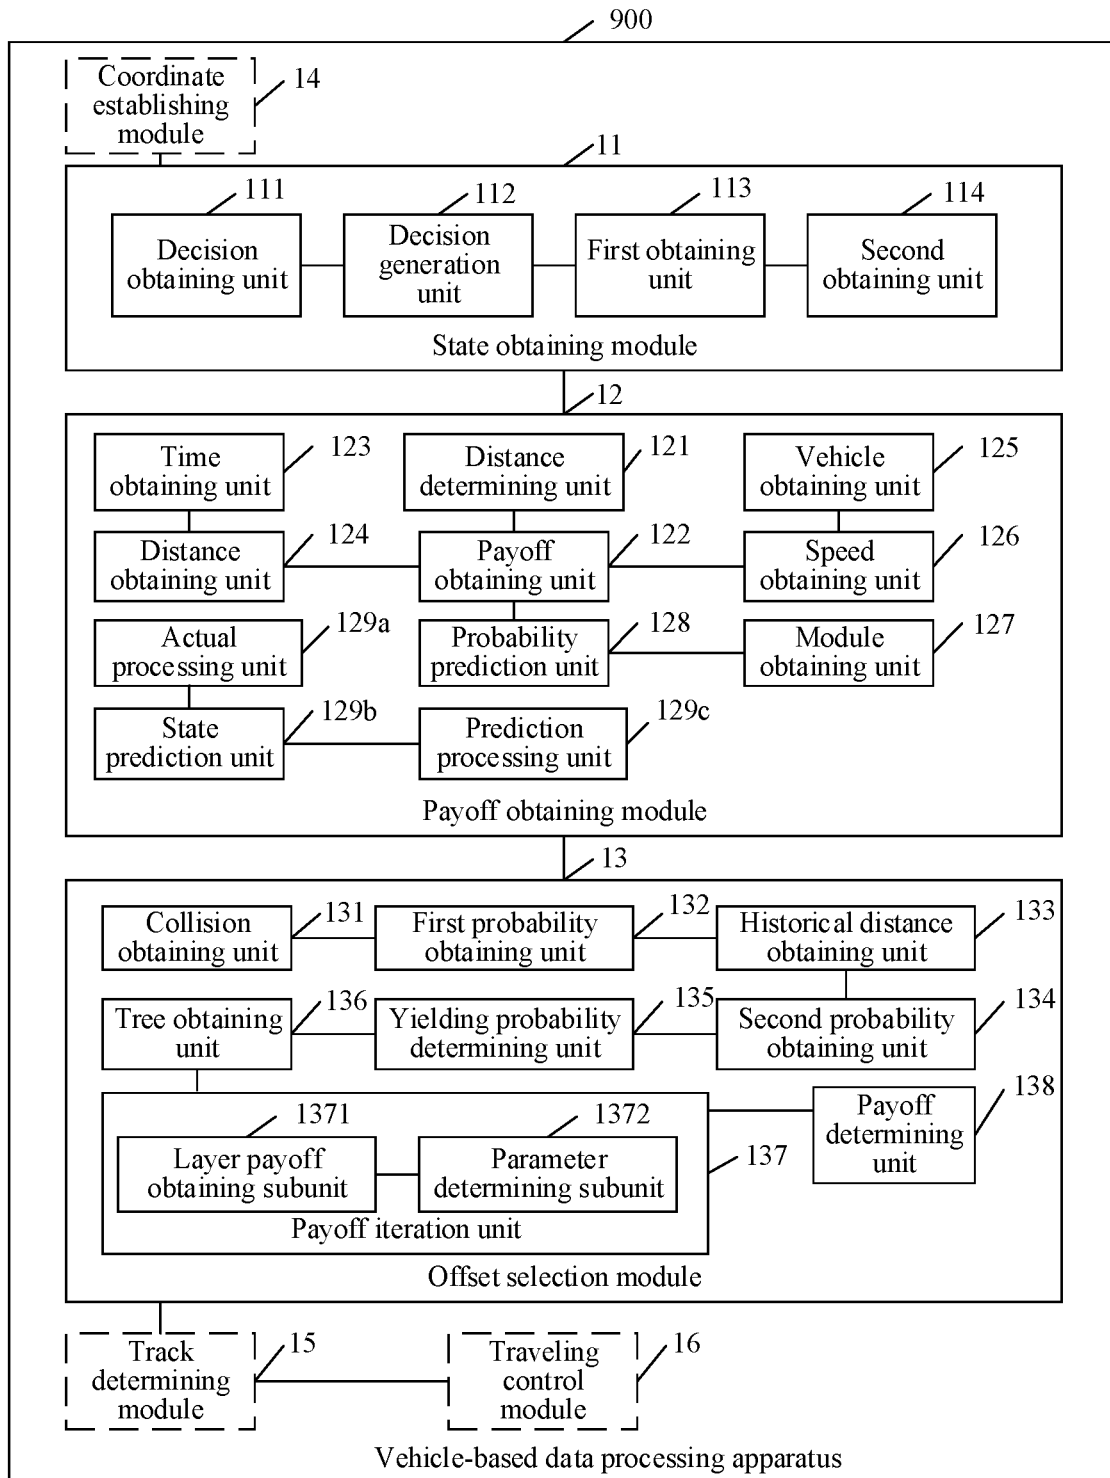 900
Coordinate
establishing
module
14
11
111
112
113
114
Decision
obtaining unit
Decision
generation
unit
First obtaining
unit
Second
obtaining unit
State obtaining module
12
Time
obtaining unit
123
Distance
determining unit
121
Vehicle
obtaining unit
125
Distance
obtaining unit
124
Payoff
obtaining unit
122
Speed
obtaining unit
126
Actual
processing unit
129a
Probability
prediction unit
128
Module
obtaining unit
127
State
prediction unit
129b
Prediction
processing unit
129c
Payoff obtaining module
13
Collision
obtaining unit
131
First probability
obtaining unit
132
Historical distance
obtaining unit
133
Tree obtaining
unit
136
Yielding probability
determining unit
135
Second probability
obtaining unit
134
1371
1372
Layer payoff
obtaining subunit
Parameter
determining subunit
137
Payoff iteration unit
Payoff
determining
unit
138
Offset selection module
Track
determining
module
15
Traveling
control
module
16
Vehicle-based data processing apparatus